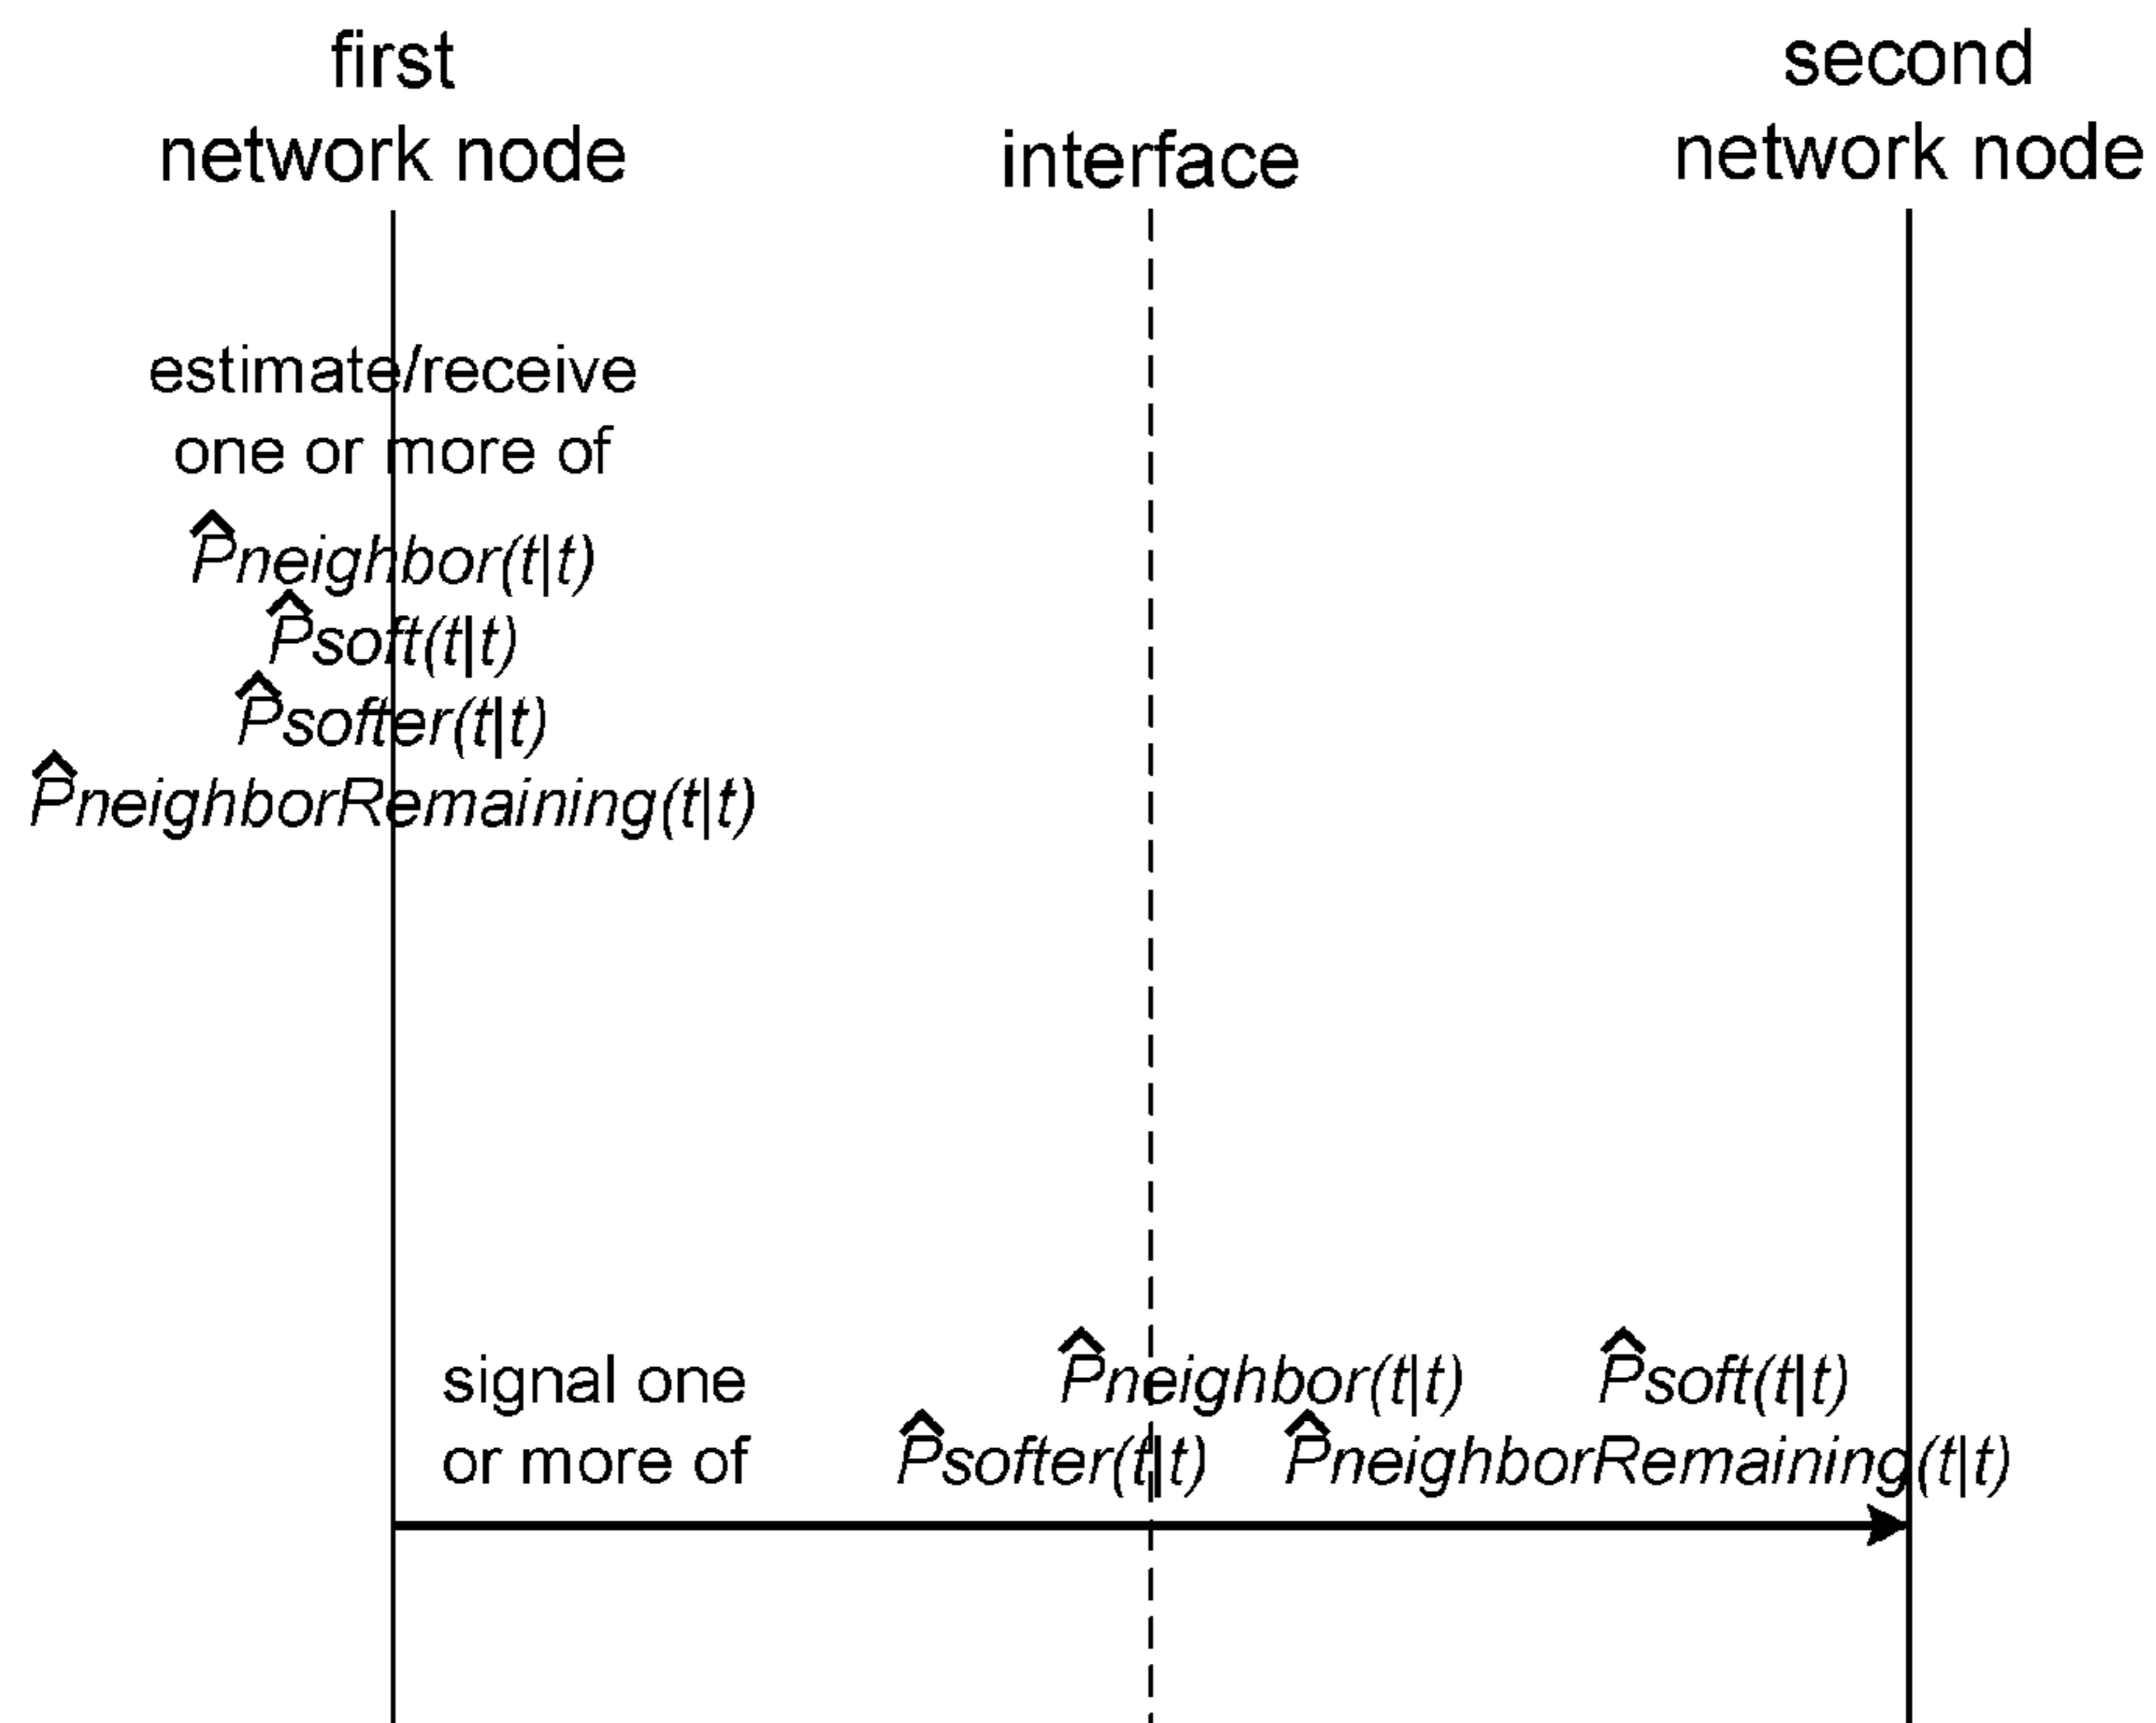 first
network node
interface
second
network node
estimate/receive
one or more of
P̂neighbor(t|t)
P̂soft(t|t)
P̂softer(t|t)
P̂neighborRemaining(t|t)
signal one
or more of
P̂neighbor(t|t) P̂soft(t|t)
P̂softer(t|t) P̂neighborRemaining(t|t)